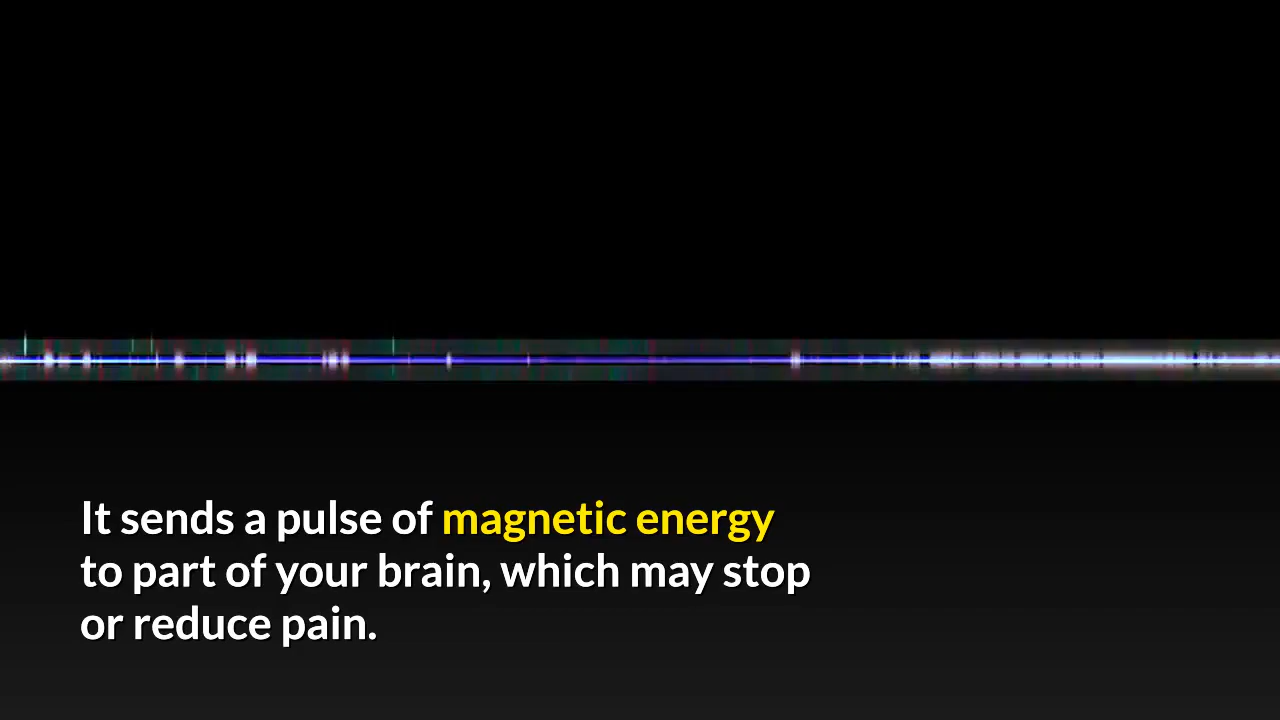 It sends a pulse of magnetic energy
to part of your brain, which may stop
or reduce pain.